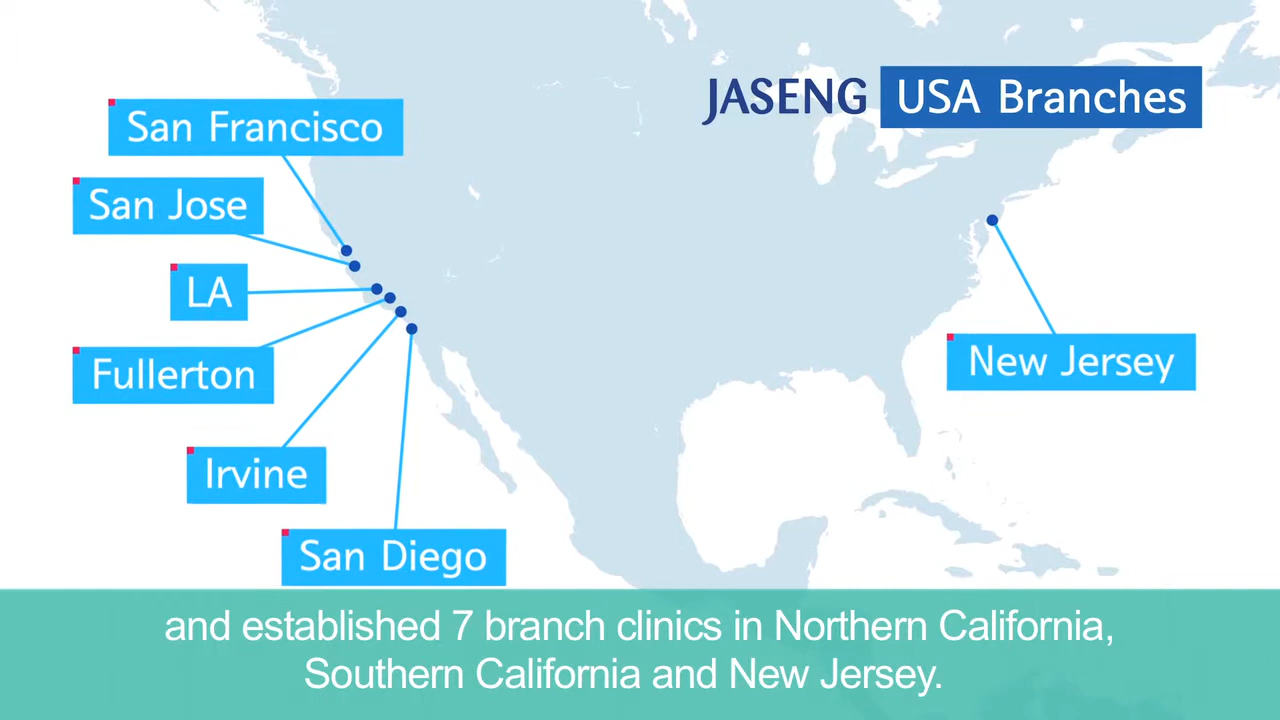 JASENG USA Branches
San Francisco
San Jose
LA
Fullerton
Irvine
San Diego
New Jersey
and established 7 branch clinics in Northern California,
Southern California and New Jersey.